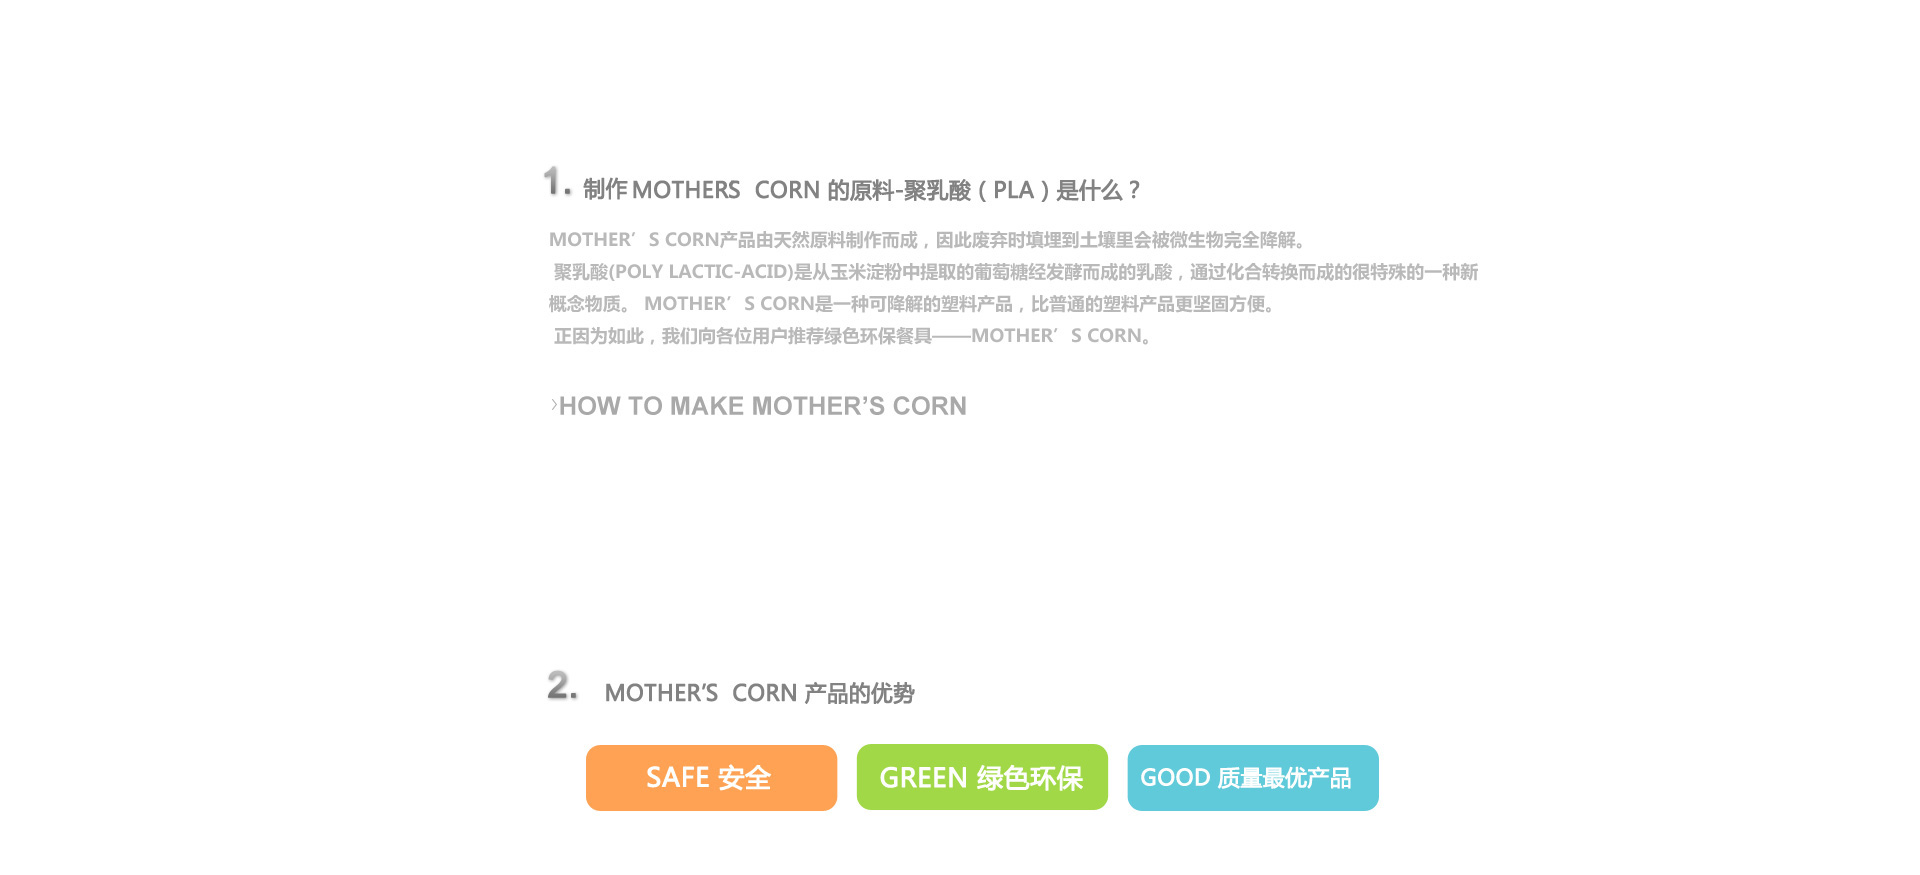 1. 制作MOTHERS CORN 的原料-聚乳酸（PLA）是什么？
MOTHER’S CORN产品由天然原料制作而成，因此废弃时填埋到土壤里会被微生物完全降解。
聚乳酸(POLY LACTIC-ACID)是从玉米淀粉中提取的葡萄糖经发酵而成的乳酸，通过化合转换而成的很特殊的一种新
概念物质。 MOTHER’S CORN是一种可降解的塑料产品，比普通的塑料产品更坚固方便。
正因为如此，我们向各位用户推荐绿色环保餐具——MOTHER’S CORN。
›HOW TO MAKE MOTHER’S CORN
2. MOTHER’S CORN 产品的优势
SAFE 安全
GREEN 绿色环保
GOOD 质量最优产品